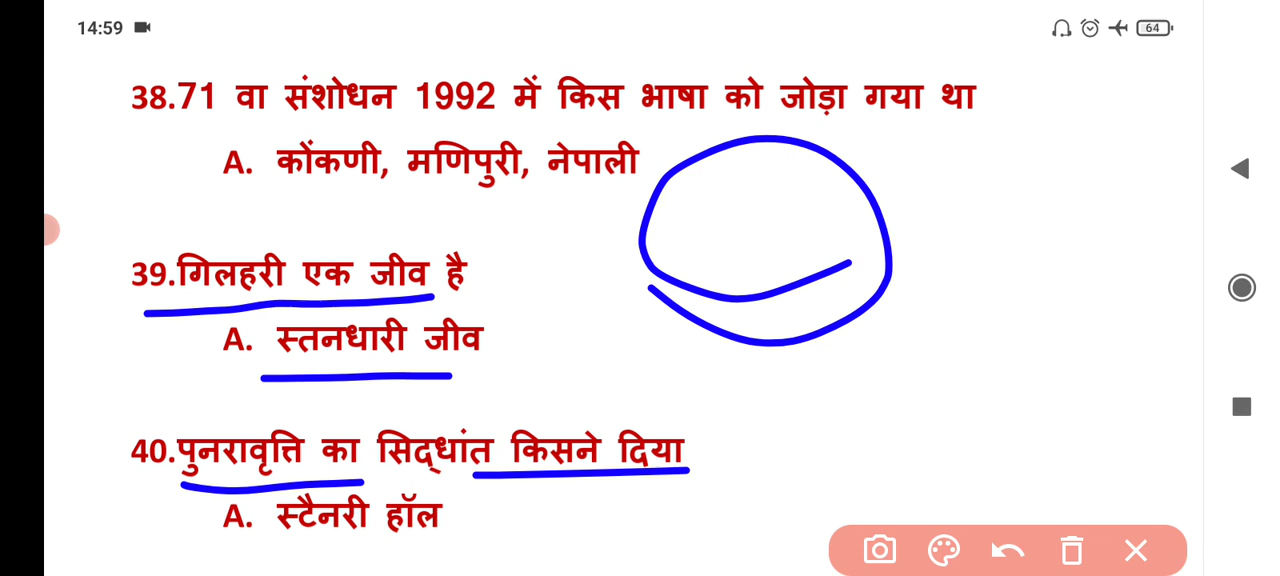 14:59
64
38.71 वा संशोधन 1992 में किस भाषा को जोड़ा गया था
A. कोंकणी, मणिपुरी, नेपाली
39.गिलहरी एक जीव है
A. स्तनधारी जीव
40.पुनरावृत्ति का सिद्धांत किसने दिया
A. स्टैनरी हॉल